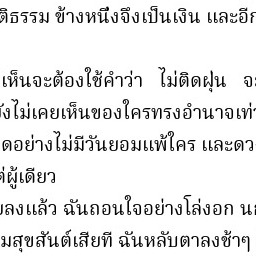 ติธรรม ข้างหนึ่งจึงเป็นเงิน และอีก
เห็นจะต้องใช้คำว่า ไม่ติดฝุ่น จะ
ยังไม่เคยเห็นของใครทรงอำนาจเท่า
ดอย่างไม่มีวันยอมแพ้ใคร และดว
ต่ผู้เดียว
ยลงแล้ว ฉันถอนใจอย่างโล่งอก นอ
มสุขสันต์เสียที ฉันหลับตาลงช้าๆ